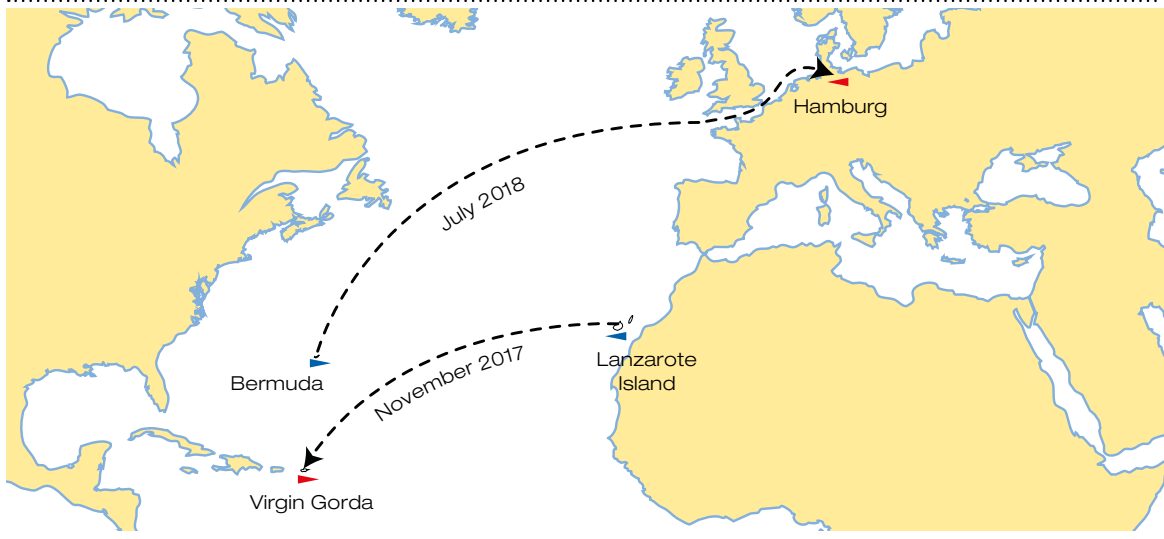 Hamburg
July 2018
Lanzarote
Island
Bermuda
November 2017
Virgin Gorda